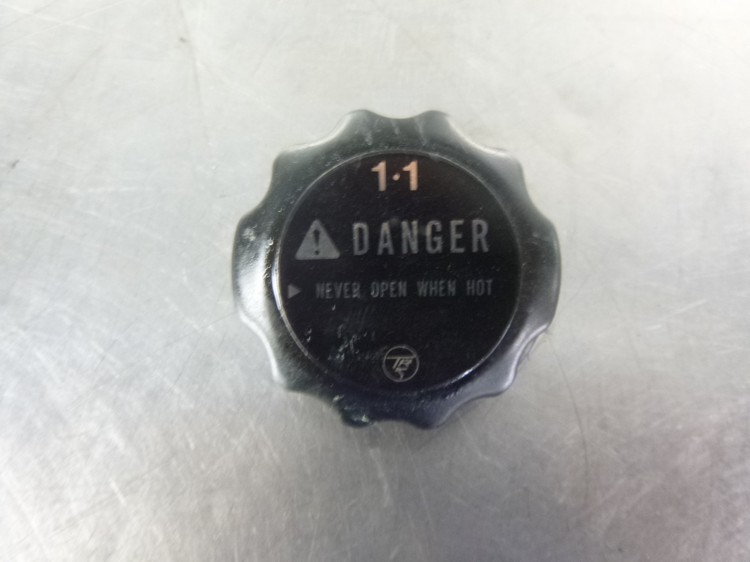 1·1
DANGER
NEVER OPEN WHEN HOT